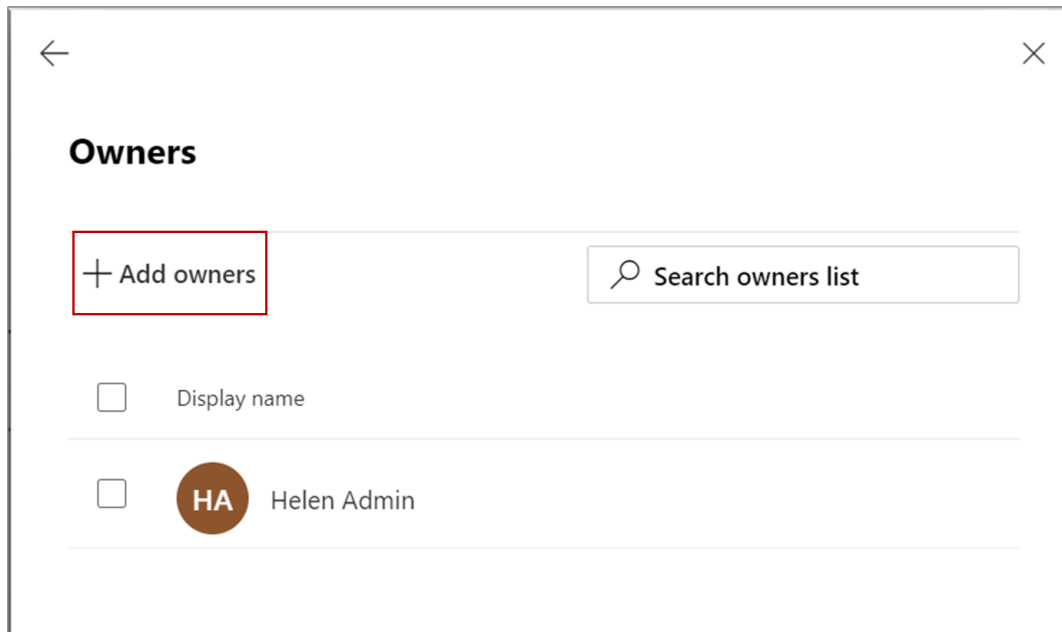 Owners
Add owners
Search owners list
Display name
HA
Helen Admin